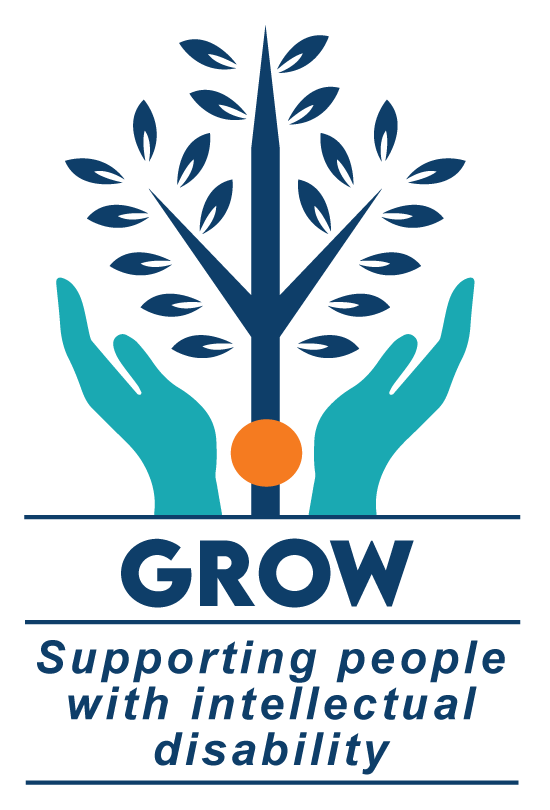 GROW
Supporting people
with intellectual
disability